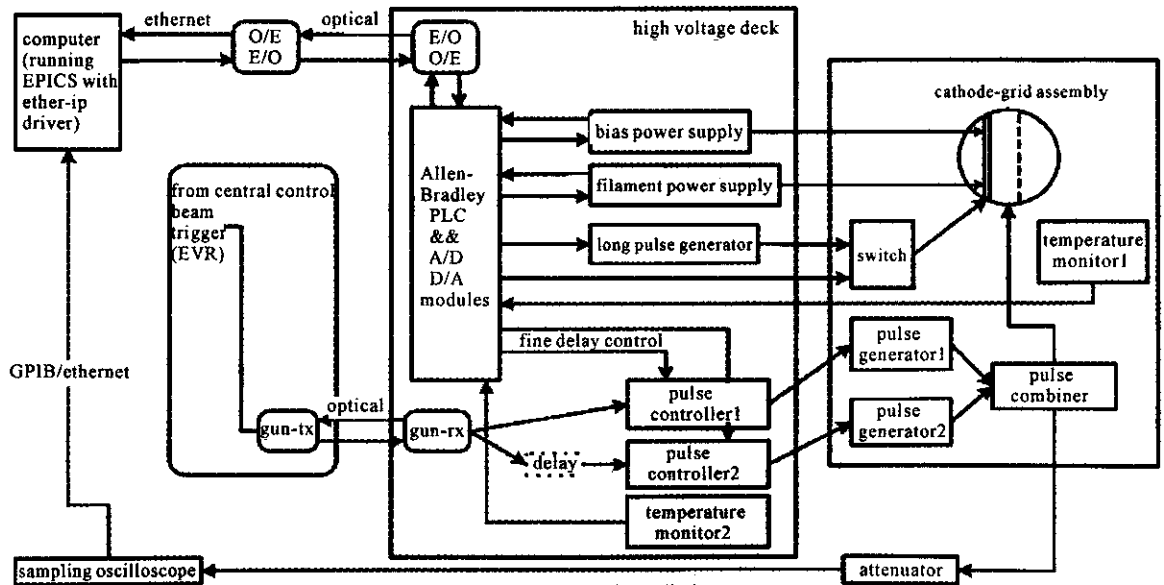 computer
(running
EPICS with
ether-ip
driver)
ethernet
O/E
E/O
optical
E/O
O/E
high voltage deck
cathode-grid assembly
bias power supply
filament power supply
long pulse generator
switch
temperature
monitor1
Allen-
Bradley
PLC
&&
A/D
D/A
modules
from central control
beam
trigger
(EVR)
fine delay control
GPIB/ethernet
optical
gun-tx
gun-rx
delay
pulse
controller1
pulse
controller2
temperature
monitor2
pulse
generator1
pulse
generator2
pulse
combiner
sampling oscilloscope
attenuator